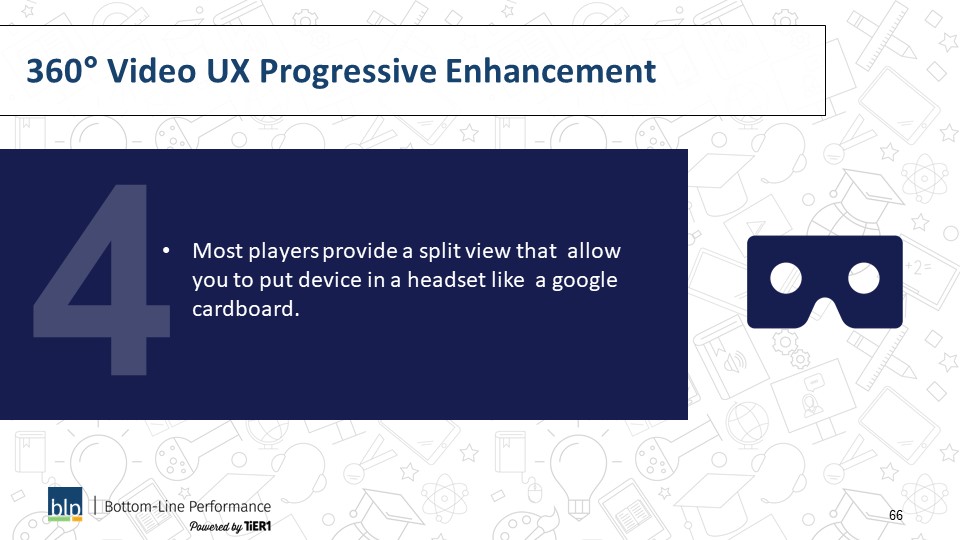 360° Video UX Progressive Enhancement
4
• Most players provide a split view that allow
you to put device in a headset like a google
cardboard.
+2=
blp | Bottom-Line Performance
Powered by TiER1
66